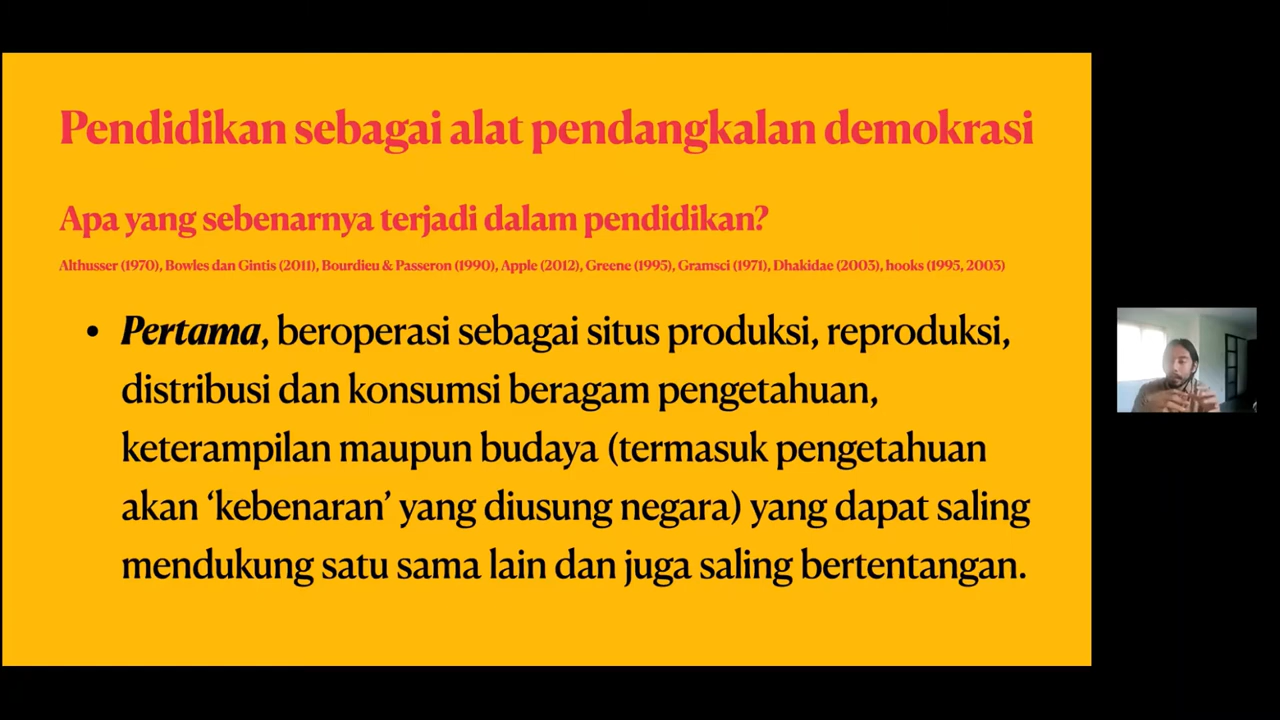 Pendidikan sebagai alat pendangkalan demokrasi
Apa yang sebenarnya terjadi dalam pendidikan?
Althusser (1970), Bowles dan Gintis (2011), Bourdieu & Passeron (1990), Apple (2012), Greene (1995), Gramsci (1971), Dhakidae (2003), hooks (1995, 2003)
• Pertama, beroperasi sebagai situs produksi, reproduksi,
distribusi dan konsumsi beragam pengetahuan,
keterampilan maupun budaya (termasuk pengetahuan
akan ‘kebenaran’ yang diusung negara) yang dapat saling
mendukung satu sama lain dan juga saling bertentangan.